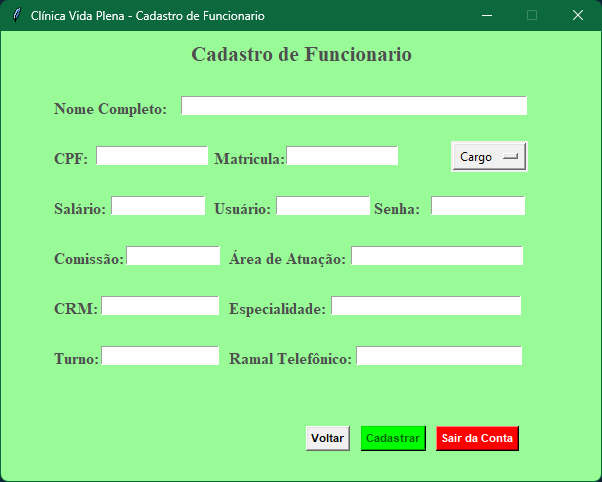 Clínica Vida Plena - Cadastro de Funcionario
Cadastro de Funcionario
Nome Completo:
CPF: Matricula: Cargo
Salário: Usuário: Senha:
Comissão: Área de Atuação:
CRM: Especialidade:
Turno: Ramal Telefônico:
Voltar Cadastrar Sair da Conta